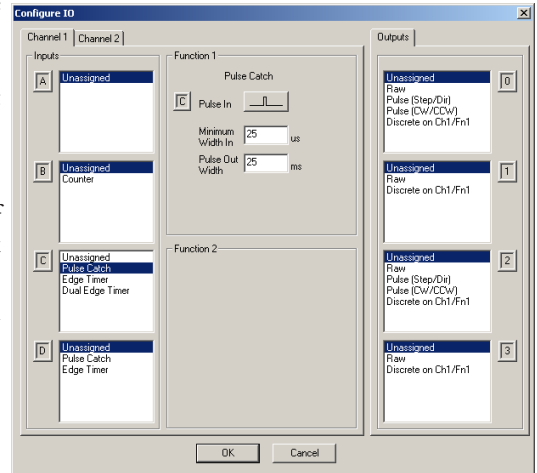 Configure IO
Channel 1 Channel 2 Outputs
Inputs
A
Unassigned
B
Unassigned
Counter
C
Unassigned
Pulse Catch
Edge Timer
Dual Edge Timer
D
Unassigned
Pulse Catch
Edge Timer
Function 1
Pulse Catch
C Pulse In
Minimum
Width In 25 us
Pulse Out
Width 25 ms
Function 2
Unassigned
Raw
Pulse (Step/Dir)
Pulse (CW/CCW)
Discrete on Ch1/Fn1
0
Unassigned
Raw
Discrete on Ch1/Fn1
1
Unassigned
Raw
Pulse (Step/Dir)
Pulse (CW/CCW)
Discrete on Ch1/Fn1
2
Unassigned
Raw
Discrete on Ch1/Fn1
3
OK Cancel